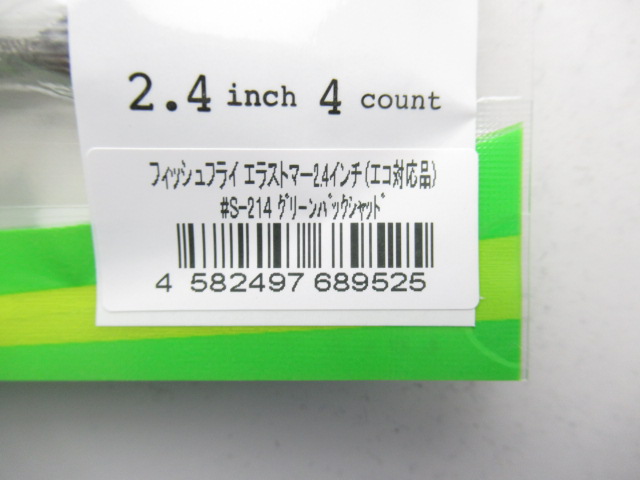 2.4 inch 4 count
フィッシュフライ エラストマー2.4インチ(エコ対応品)
#S-214 グリーンバックシャッド
4 582497 689525